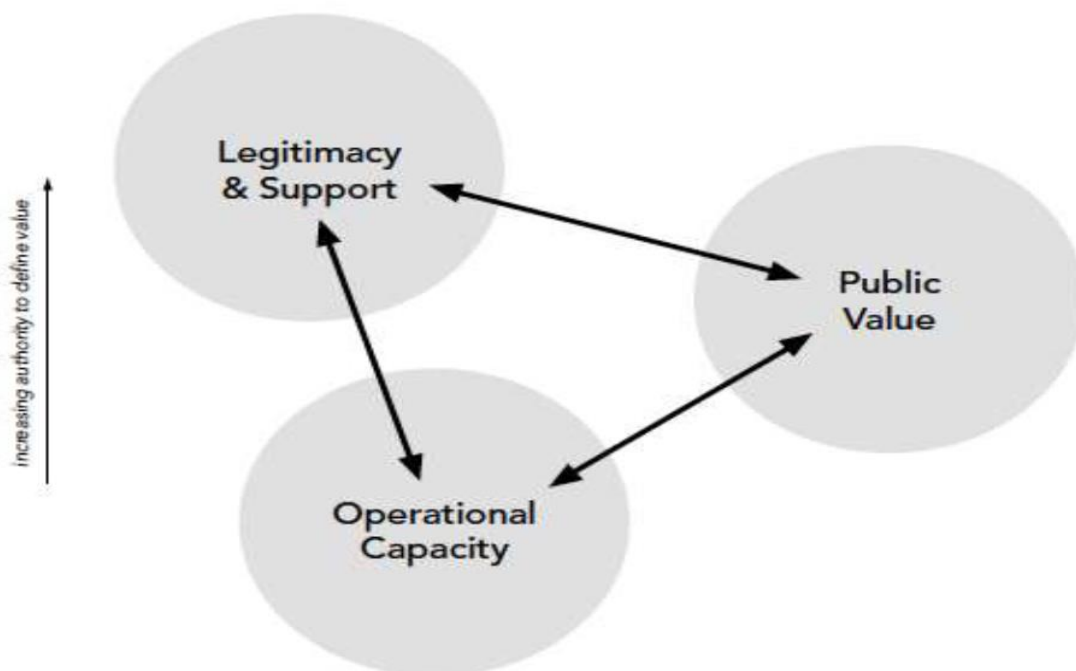 Legitimacy
& Support
Public
Value
Operational
Capacity
increasing authority to define value